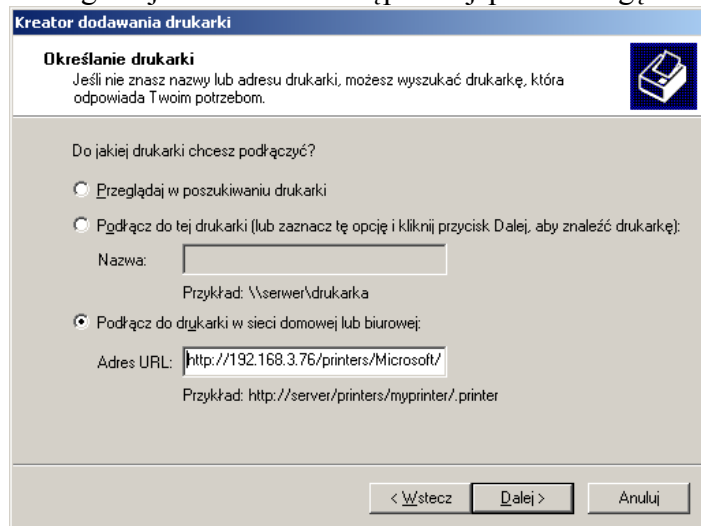 Kreator dodawania drukarki
Określanie drukarki
Jeśli nie znasz nazwy lub adresu drukarki, możesz wyszukać drukarkę, która
odpowiada Twoim potrzebom.
Do jakiej drukarki chcesz podłączyć?
Przeglądaj w poszukiwaniu drukarki
Podłącz do tej drukarki (lub zaznacz tę opcję i kliknij przycisk Dalej, aby znaleźć drukarkę):
Nazwa:
Przykład: \\serwer\drukarka
Podłącz do drukarki w sieci domowej lub biurowej:
Adres URL: http://192.168.3.76/printers/Microsoft/
Przykład: http://server/printers/myprinter/.printer
< Wstecz Dalej > Anuluj